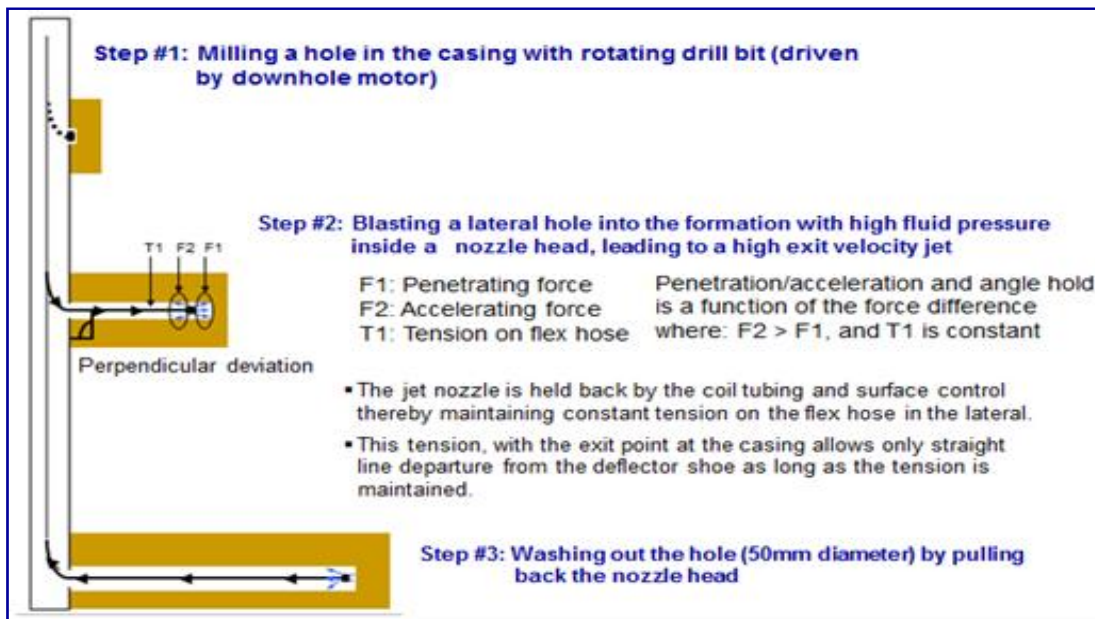 Step #1: Milling a hole in the casing with rotating drill bit (driven
by downhole motor)
Step #2: Blasting a lateral hole into the formation with high fluid pressure
inside a nozzle head, leading to a high exit velocity jet
T1 F2 F1
F1: Penetrating force
F2: Accelerating force
T1: Tension on flex hose
Penetration/acceleration and angle hold
is a function of the force difference
where: F2 > F1, and T1 is constant
Perpendicular deviation
▪ The jet nozzle is held back by the coil tubing and surface control
thereby maintaining constant tension on the flex hose in the lateral.
▪ This tension, with the exit point at the casing allows only straight
line departure from the deflector shoe as long as the tension is
maintained.
Step #3: Washing out the hole (50mm diameter) by pulling
back the nozzle head